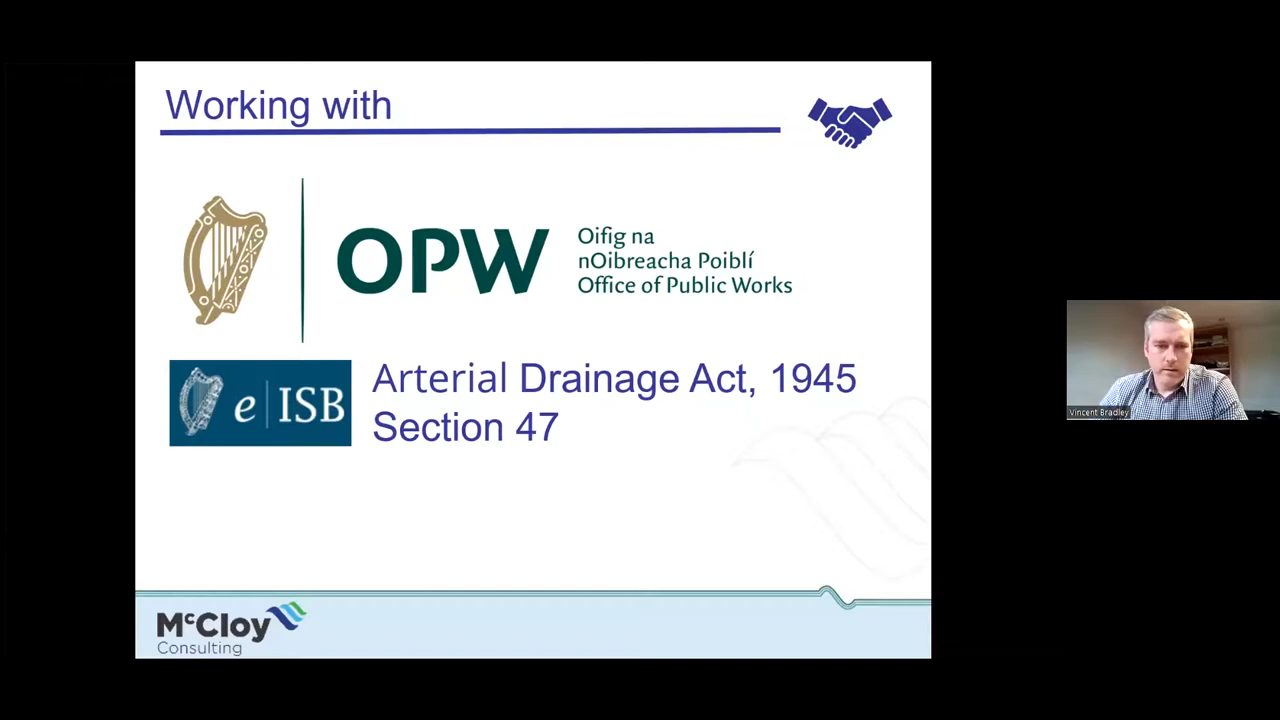 Working with
OPW
Oifig na
nOibreacha Poiblí
Office of Public Works
e ISB
Arterial Drainage Act, 1945
Section 47
Vincent Bradley
McCloy
Consulting